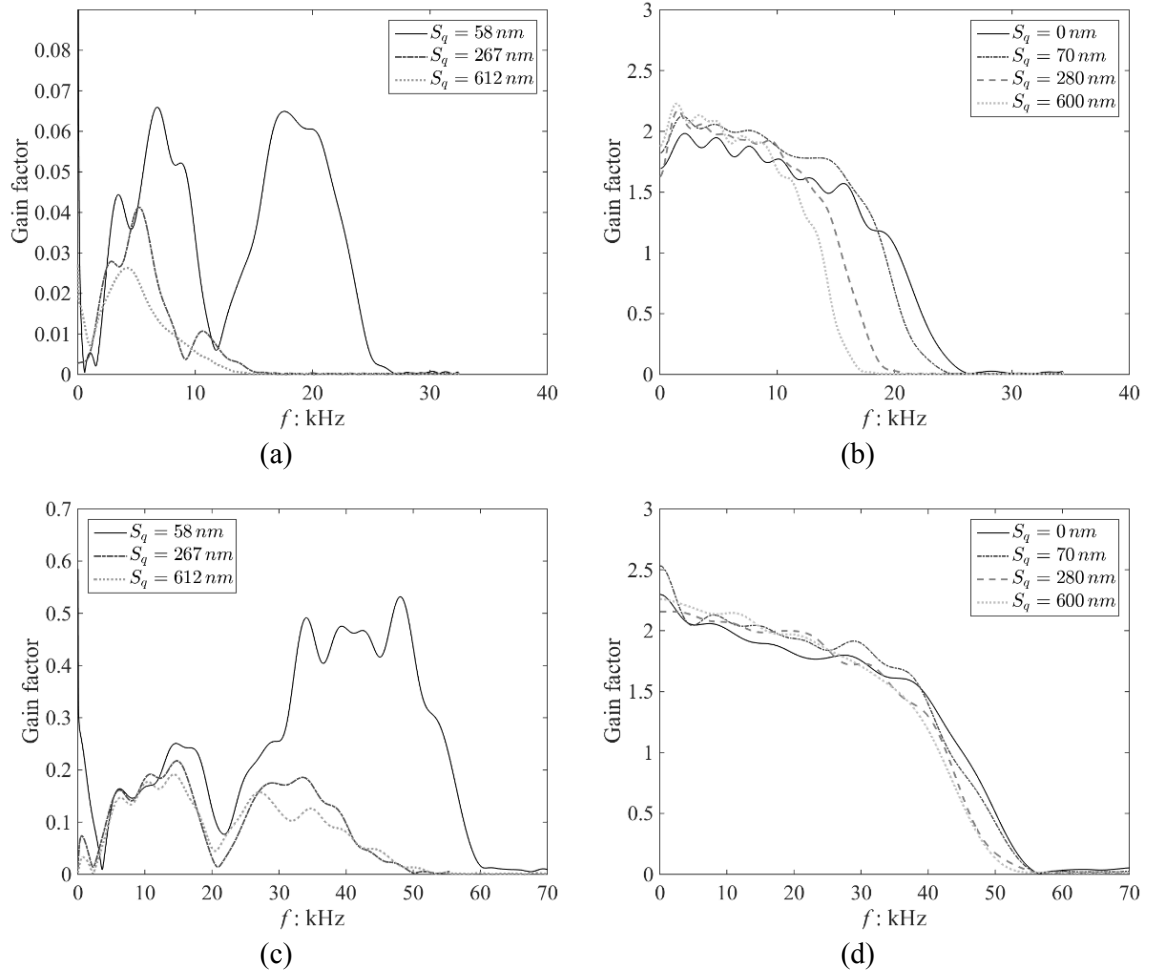 S_q = 58 nm
S_q = 267 nm
S_q = 612 nm
Gain factor
0.08
0.07
0.06
0.05
0.04
0.03
0.02
0.01
0
0 10 20 30 40
f : kHz
(a)
S_q = 0 nm
S_q = 70 nm
S_q = 280 nm
S_q = 600 nm
Gain factor
3
2.5
2
1.5
1
0.5
0
0 10 20 30 40
f : kHz
(b)
S_q = 58 nm
S_q = 267 nm
S_q = 612 nm
Gain factor
0.7
0.6
0.5
0.4
0.3
0.2
0.1
0
0 10 20 30 40 50 60 70
f : kHz
(c)
S_q = 0 nm
S_q = 70 nm
S_q = 280 nm
S_q = 600 nm
Gain factor
3
2.5
2
1.5
1
0.5
0
0 10 20 30 40 50 60 70
f : kHz
(d)